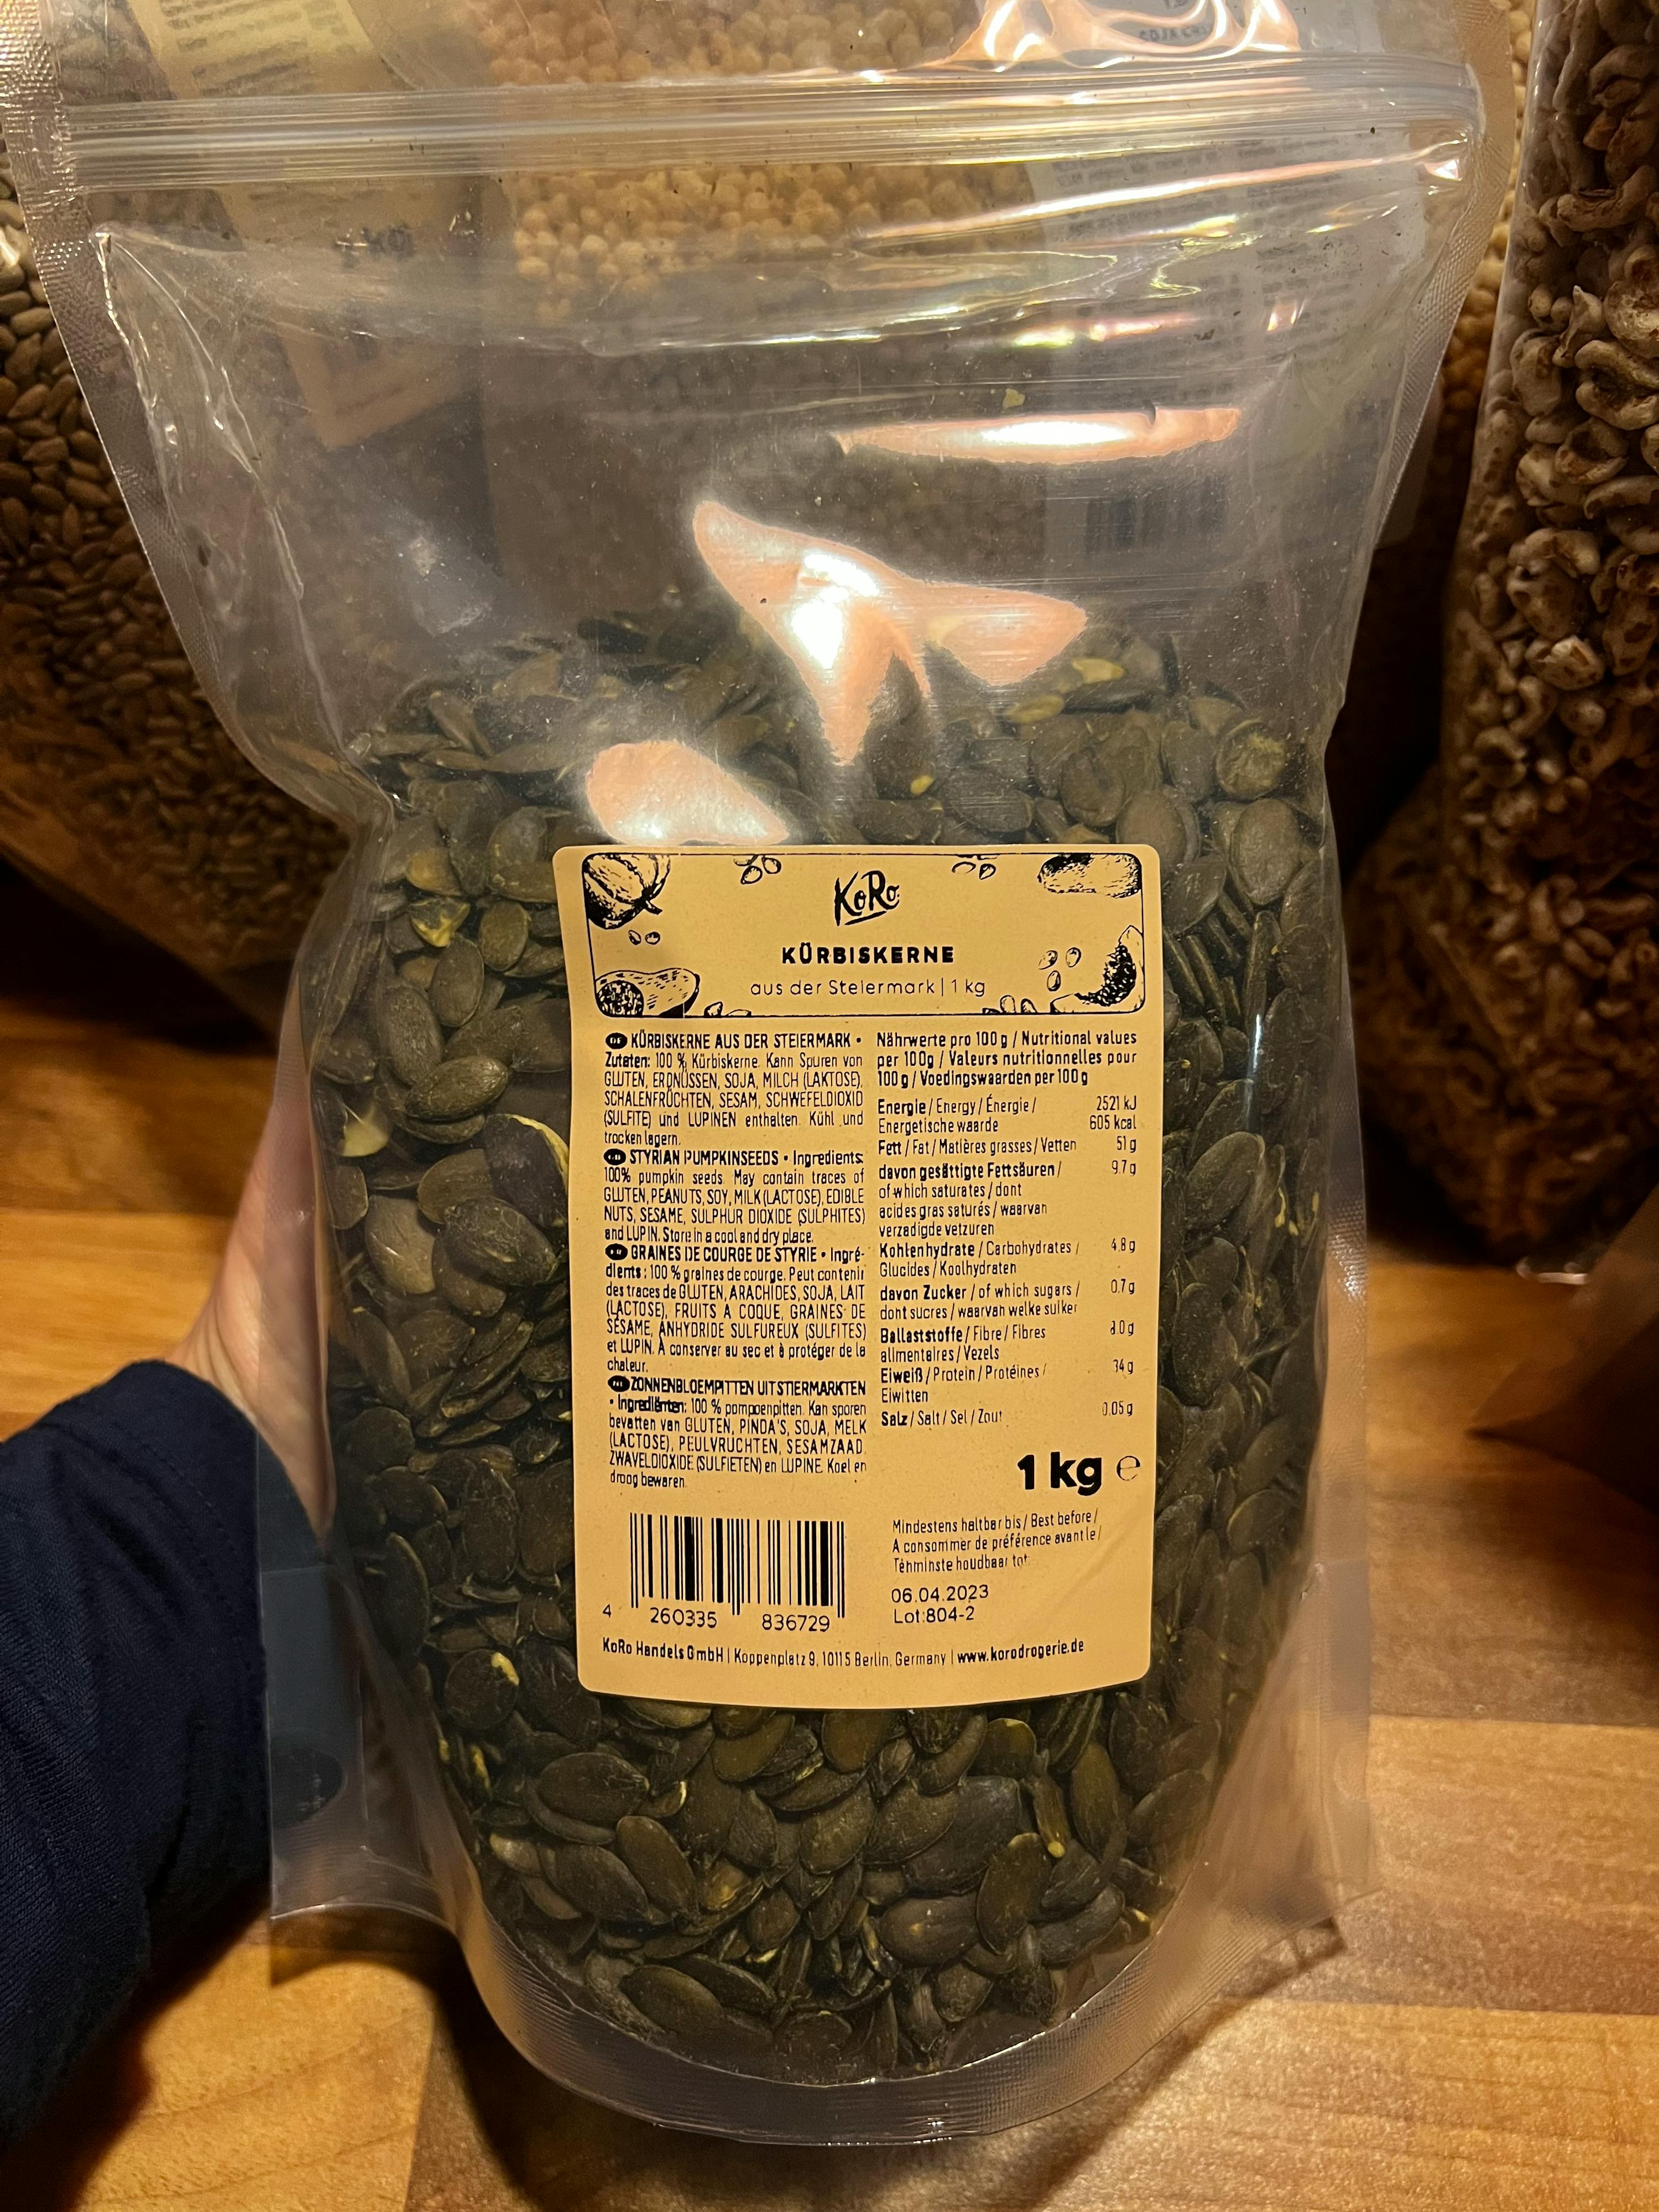 KoRo
KÜRBISKERNE
aus der Steiermark | 1 kg
DE KÜRBISKERNE AUS DER STEIERMARK •
Zutaten: 100 % Kürbiskerne. Kann Spuren von
GLUTEN, ERDNÜSSEN, SOJA, MILCH (LAKTOSE),
SCHALENFRÜCHTEN, SESAM, SCHWEFELDIOXID
(SULFITE) und LUPINEN enthalten. Kühl und
trocken lagern.
STYRIAN PUMPKINSEEDS • Ingredients:
100% pumpkin seeds. May contain traces of
GLUTEN, PEANUTS, SOY, MILK (LACTOSE), EDIBLE
NUTS, SESAME, SULPHUR DIOXIDE (SULPHITES)
and LUPIN. Store in a cool and dry place.
GRAINES DE COURGE DE STYRIE • Ingré-
dients : 100 % graines de courge. Peut contenir
des traces de GLUTEN, ARACHIDES, SOJA, LAIT
(LACTOSE), FRUITS A COQUE, GRAINES DE
SÉSAME, ANHYDRIDE SULFUREUX (SULFITES)
et LUPIN. À conserver au sec et à protéger de la
chaleur.
ZONNENBLOEMPITTEN UIT STIERMARKTEN
• Ingrediënten: 100 % pompoenpitten. Kan sporen
bevatten van GLUTEN, PINDA'S, SOJA, MELK
(LACTOSE), PEULVRUCHTEN, SESAMZAAD,
ZWAVELDIOXIDE (SULFIETEN) en LUPINE. Koel en
droog bewaren.
Nährwerte pro 100 g / Nutritional values
per 100g / Valeurs nutritionnelles pour
100 g / Voedingswaarden per 100 g
Energie / Energy / Énergie / 2521 kJ
Energetische waarde 605 kcal
Fett / Fat / Matières grasses / Vetten 51 g
davon gesättigte Fettsäuren / 9.7 g
of which saturates / dont
acides gras saturés / waarvan
verzadigde vetzuren
Kohlenhydrate / Carbohydrates / 4.8 g
Glucides / Koolhydraten
davon Zucker / of which sugars / 0.7 g
dont sucres / waarvan welke suiker
Ballaststoffe / Fibre / Fibres
alimentaires / Vezels
Eiweiß / Protein / Protéines / 34 g
Eiwitten
Salz / Salt / Sel / Zout 0.05 g
1 kg e
Mindestens haltbar bis / Best before /
A consommer de préférence avant le /
Tenminste houdbaar tot:
06.04.2023
Lot:804-2
4 260335 836729
KoRo Handels GmbH | Koppenplatz 9, 10115 Berlin, Germany | www.korodrogerie.de